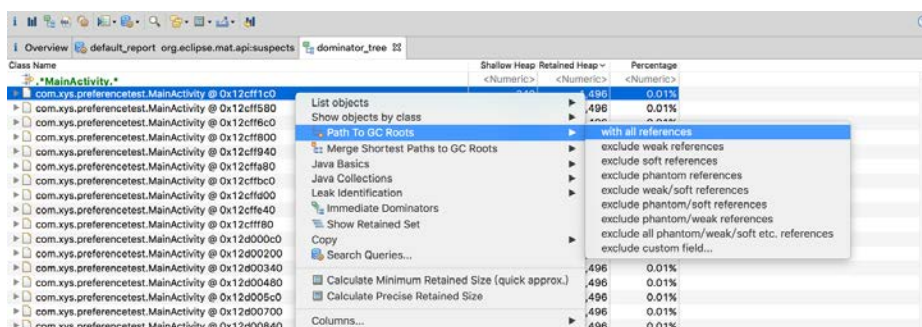 i Overview default_report org.eclipse.mat.api:suspects dominator_tree
Class Name Shallow Heap Retained Heap Percentage
.*MainActivity.* <Numeric> <Numeric> <Numeric>
com.xys.preferencetest.MainActivity @ 0x12cff1c0 ,496 0.01%
com.xys.preferencetest.MainActivity @ 0x12cff580 ,496 0.01%
com.xys.preferencetest.MainActivity @ 0x12cff6c0
com.xys.preferencetest.MainActivity @ 0x12cff800
com.xys.preferencetest.MainActivity @ 0x12cff940
com.xys.preferencetest.MainActivity @ 0x12cffa80
com.xys.preferencetest.MainActivity @ 0x12cffbc0
com.xys.preferencetest.MainActivity @ 0x12cffd00
com.xys.preferencetest.MainActivity @ 0x12cffe40
com.xys.preferencetest.MainActivity @ 0x12cfff80
com.xys.preferencetest.MainActivity @ 0x12d000c0
com.xys.preferencetest.MainActivity @ 0x12d00200 ,496 0.01%
com.xys.preferencetest.MainActivity @ 0x12d00340 ,496 0.01%
com.xys.preferencetest.MainActivity @ 0x12d00480 ,496 0.01%
com.xys.preferencetest.MainActivity @ 0x12d005c0 ,496 0.01%
com.xys.preferencetest.MainActivity @ 0x12d00700 ,496 0.01%
com.xys.preferencetest.MainActivity @ 0x12d00840 ,496 0.01%
List objects
Show objects by class
Path To GC Roots
Merge Shortest Paths to GC Roots
Java Basics
Java Collections
Leak Identification
Immediate Dominators
Show Retained Set
Copy
Search Queries...
Calculate Minimum Retained Size (quick approx.)
Calculate Precise Retained Size
Columns...
with all references
exclude weak references
exclude soft references
exclude phantom references
exclude weak/soft references
exclude phantom/soft references
exclude phantom/weak references
exclude all phantom/weak/soft etc. references
exclude custom field...